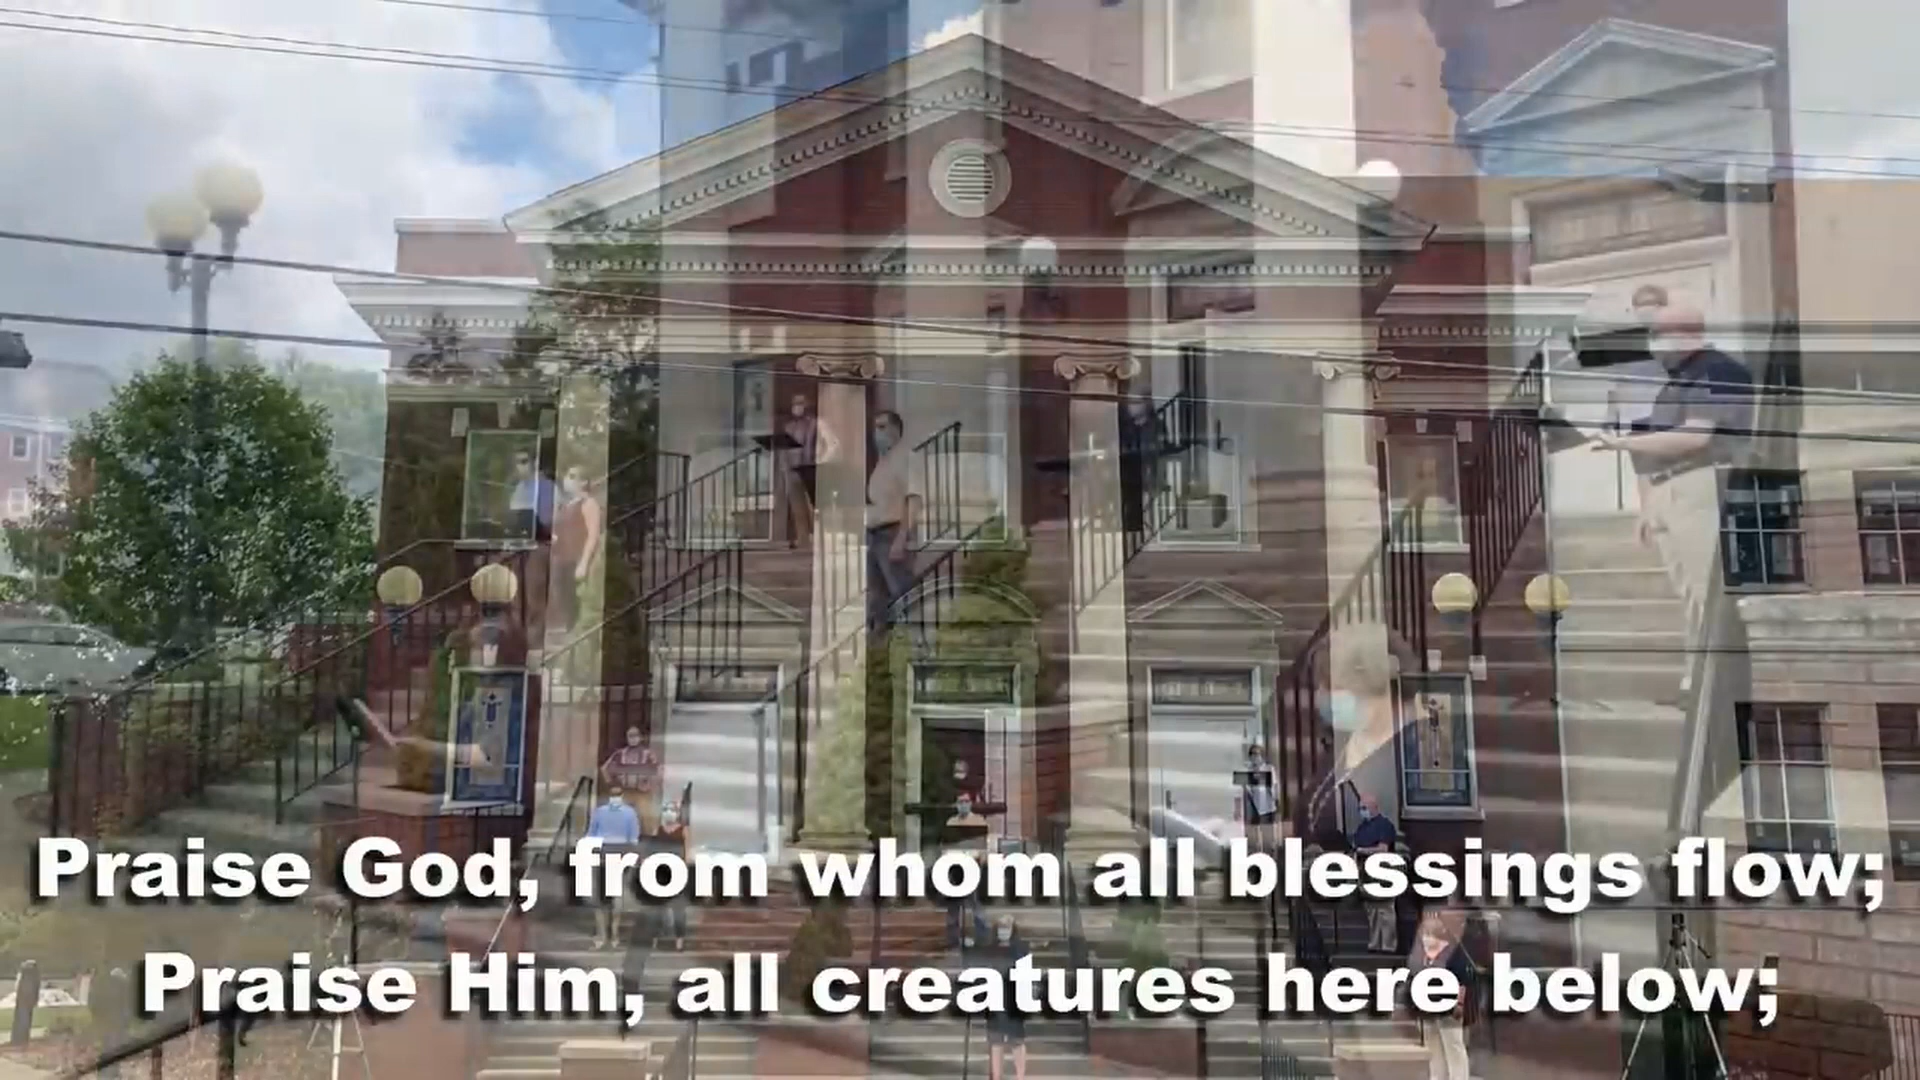 Praise God, from whom all blessings flow;
Praise Him, all creatures here below;